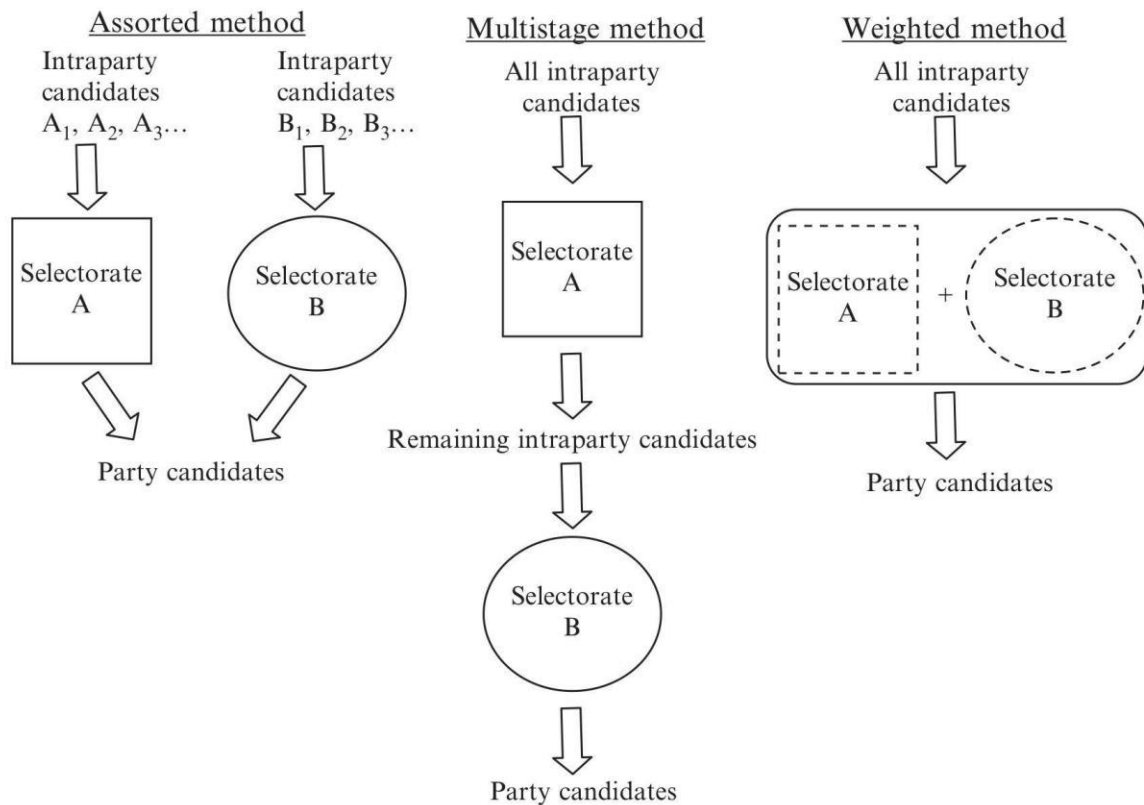 Assorted method
Intraparty
candidates
A₁, A₂, A₃...
Intraparty
candidates
B₁, B₂, B₃...
Selectorate
A
Selectorate
B
Party candidates
Multistage method
All intraparty
candidates
Selectorate
A
Remaining intraparty candidates
Selectorate
B
Party candidates
Weighted method
All intraparty
candidates
Selectorate
A
+
Selectorate
B
Party candidates